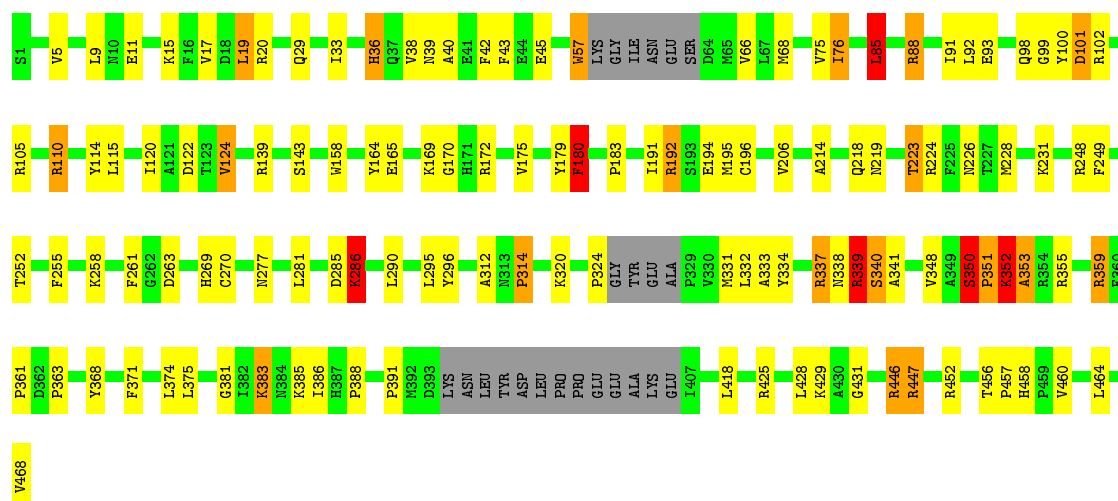 S1 V5 L9 N10 E11 K15 F16 V17 D18 L19 R20 Q29 I33 H36 Q37 V38 N39 A40 E41 F42 F43 E44 E45 W57 LYS GLY ILE ASN GLU SER D64 M65 V66 L67 M68 V75 I76 L85 R88 I91 L92 E93 Q98 G99 Y100 D101 R102
R105 R110 Y114 L115 I120 A121 D122 T123 V124 R139 S143 W158 Y164 E165 K169 G170 H171 R172 V175 Y179 F180 P183 I191 R192 S193 E194 M195 C196 V206 A214 Q218 N219 T223 R224 F225 N226 T227 M228 K231 R248 F249
T252 F255 K258 F261 G262 D263 H269 C270 N277 L281 D285 K286 L290 L295 Y296 A312 N313 P314 K320 P324 GLY TYR GLU ALA P329 V330 M331 L332 A333 Y334 R337 N338 R339 S340 A341 V348 A349 S350 P351 K352 A353 R354 R355 R359 E360
P361 D362 P363 Y368 F371 L374 L375 G381 I382 K383 N384 K385 I386 H387 P388 P391 M392 D393 LYS ASN LEU TYR ASP LEU PRO PRO GLU GLU ALA LYS GLU I407 L418 R425 L428 K429 A430 G431 R446 R447 R452 T456 P457 H458 P459 V460 L464
V468